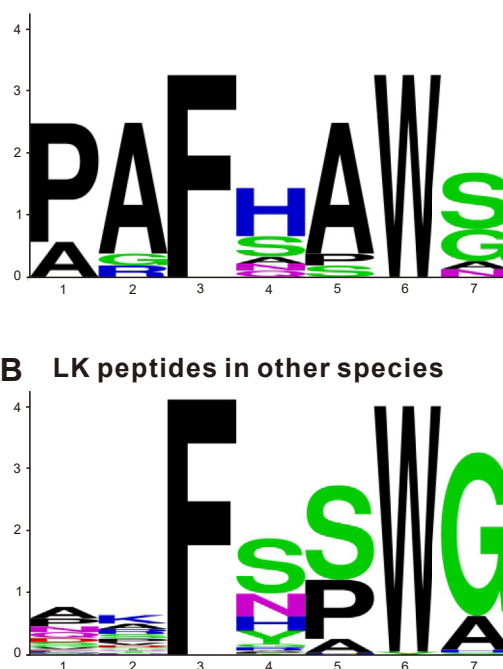 4
3
2
1
0
P A F H A W S
A G S P G
R A S A
N N
S
1 2 3 4 5 6 7
B LK peptides in other species
4
3
2
1
0
F S S W G
A K N P A
P A H A
Y
1 2 3 4 5 6 7